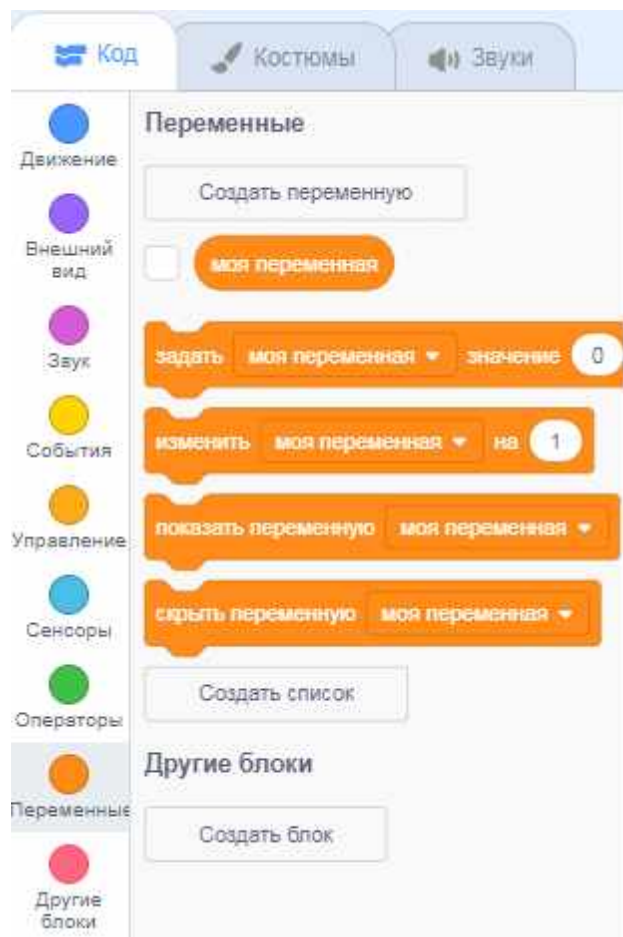 Код Костюмы Звуки
Движение
Внешний
вид
Звук
События
Управление
Сенсоры
Операторы
Переменные
Другие
блоки
Переменные
Создать переменную
моя переменная
задать моя переменная значение 0
изменить моя переменная на 1
показать переменную моя переменная
скрыть переменную моя переменная
Создать список
Другие блоки
Создать блок